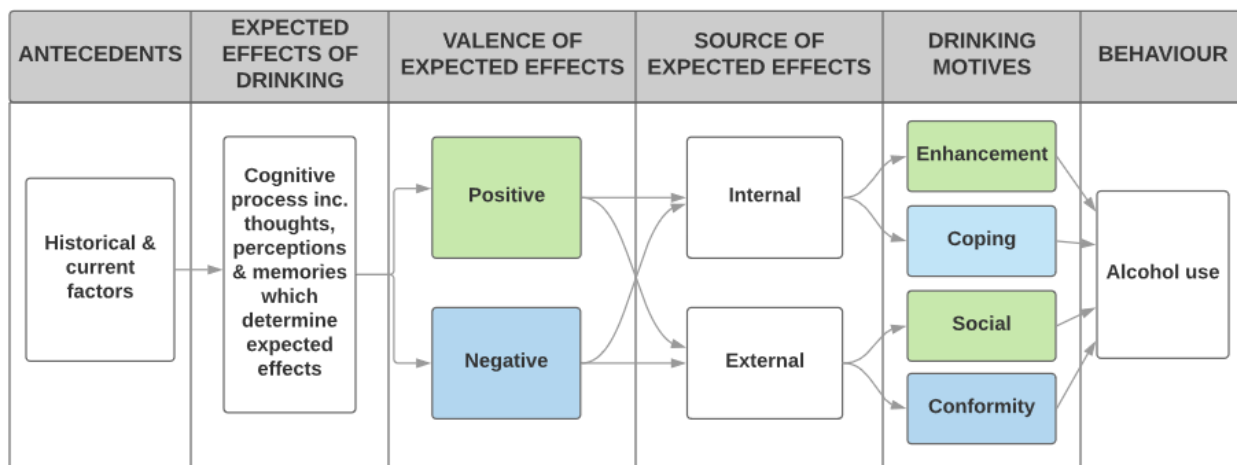 ANTECEDENTS
EXPECTED
EFFECTS OF
DRINKING
VALENCE OF
EXPECTED EFFECTS
SOURCE OF
EXPECTED EFFECTS
DRINKING
MOTIVES
BEHAVIOUR
Historical &
current
factors
Cognitive
process inc.
thoughts,
perceptions
& memories
which
determine
expected
effects
Positive
Negative
Internal
External
Enhancement
Coping
Social
Conformity
Alcohol use